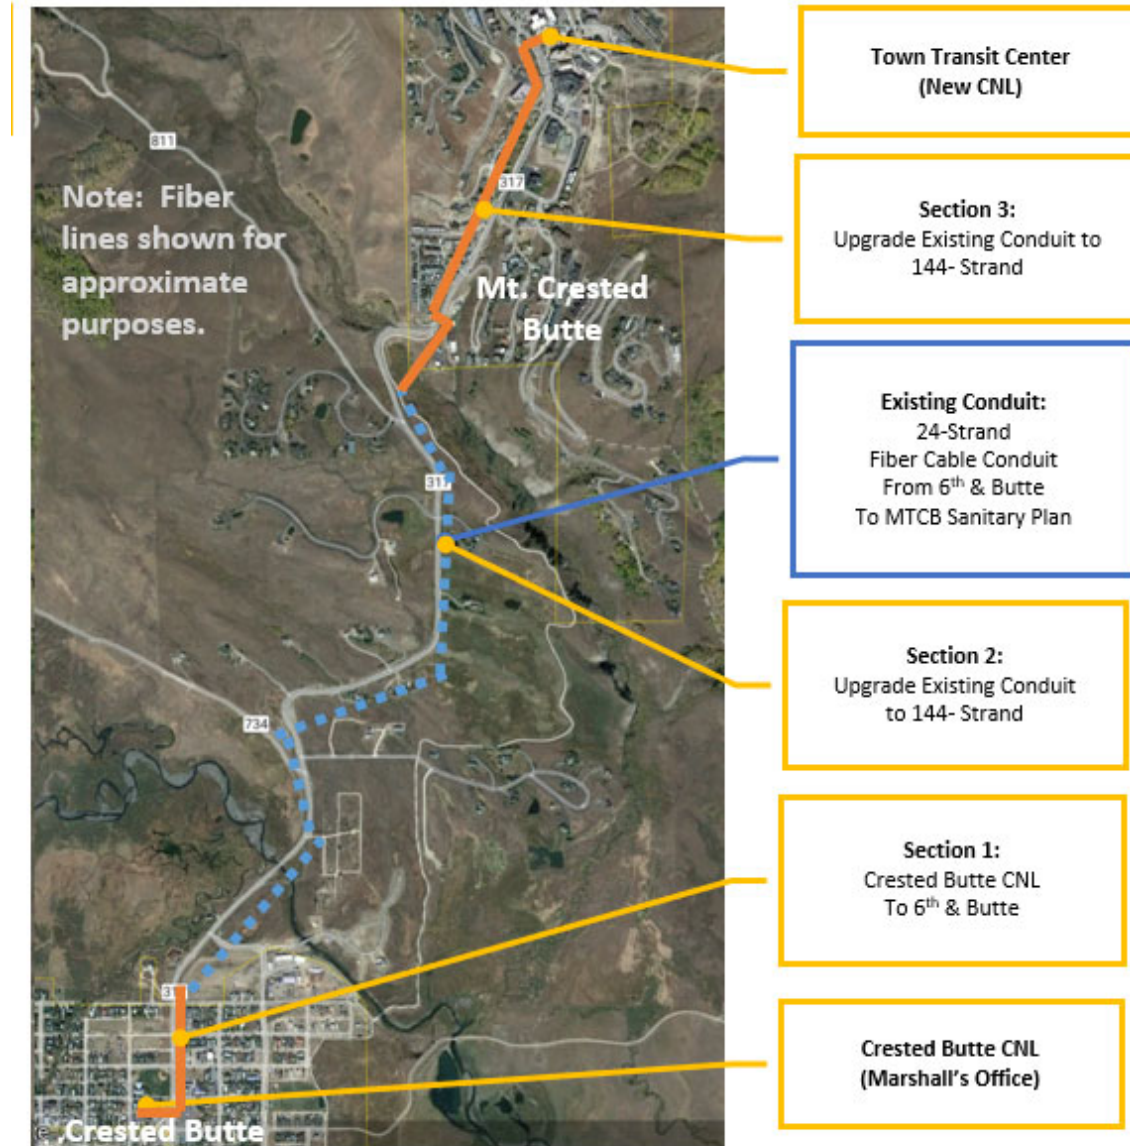 Town Transit Center
(New CNL)
811
Note:  Fiber
lines shown for
approximate
purposes.
317
Section 3:
Upgrade Existing Conduit to
144- Strand
Mt. Crested
Butte
Existing Conduit:
24-Strand
Fiber Cable Conduit
From 6th & Butte
To MTCB Sanitary Plan
317
Section 2:
Upgrade Existing Conduit
to 144- Strand
734
Section 1:
Crested Butte CNL
To 6th & Butte
Crested Butte CNL
(Marshall's Office)
Crested Butte